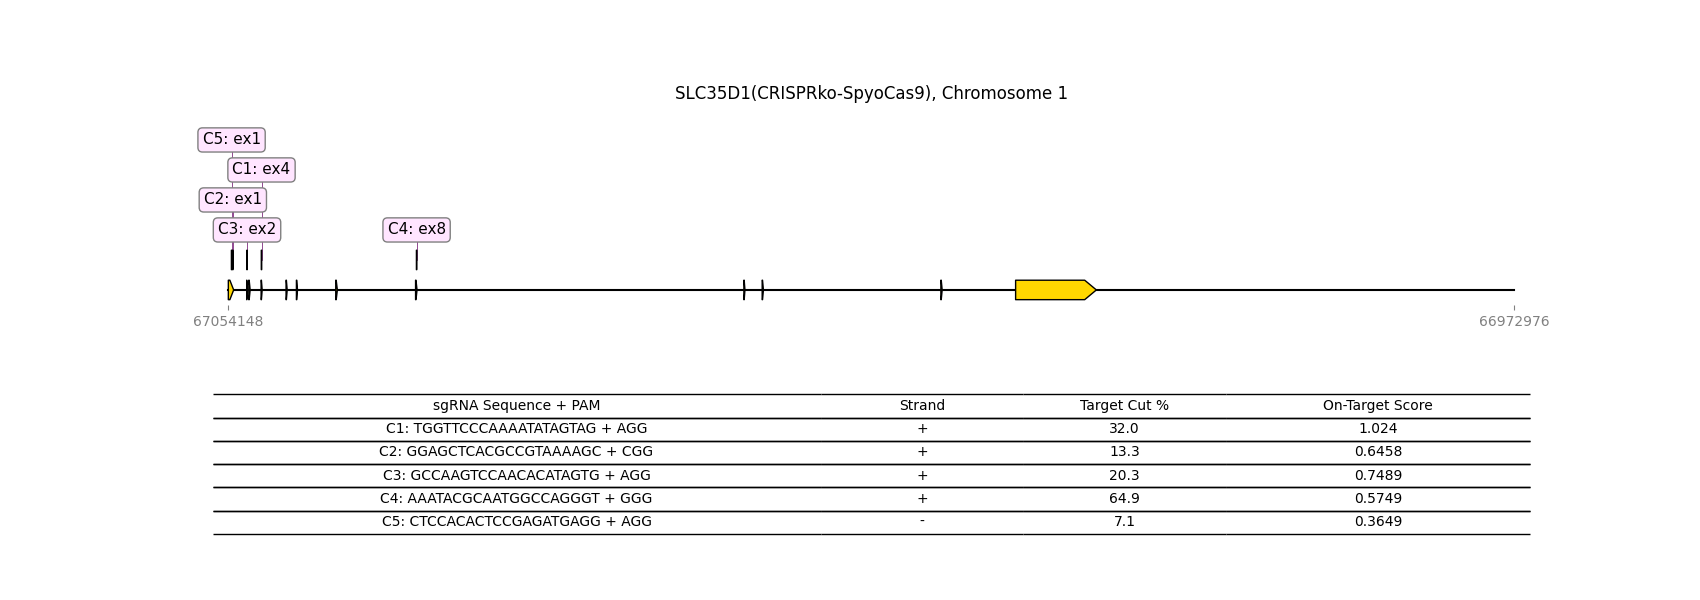 SLC35D1(CRISPRko-SpyoCas9), Chromosome 1
C5: ex1
C1: ex4
C2: ex1
C3: ex2
C4: ex8
67054148
66972976
sgRNA Sequence + PAM Strand Target Cut % On-Target Score
C1: TGGTTCCCAAAATATAGTAG + AGG + 32.0 1.024
C2: GGAGCTCACGCCGTAAAAGC + CGG + 13.3 0.6458
C3: GCCAAGTCCAACACATAGTG + AGG + 20.3 0.7489
C4: AAATACGCAATGGCCAGGGT + GGG + 64.9 0.5749
C5: CTCCACACTCCGAGATGAGG + AGG - 7.1 0.3649